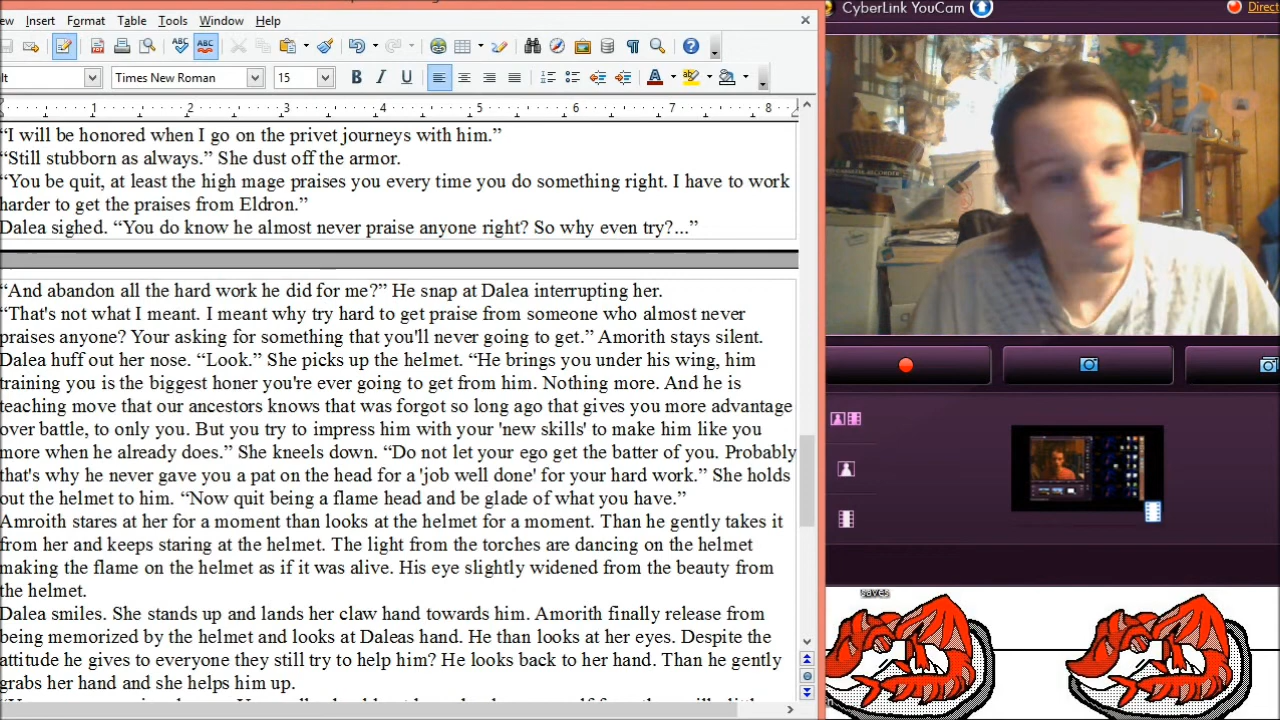 ew Insert Format Table Tools Window Help
CyberLink YouCam
Direct
lt Times New Roman 15
1 2 3 4 5 6 7 8
“I will be honored when I go on the privet journeys with him.”
“Still stubborn as always.” She dust off the armor.
“You be quit, at least the high mage praises you every time you do something right. I have to work
harder to get the praises from Eldron.”
Dalea sighed. “You do know he almost never praise anyone right? So why even try?...”
“And abandon all the hard work he did for me?” He snap at Dalea interrupting her.
“That's not what I meant. I meant why try hard to get praise from someone who almost never
praises anyone? Your asking for something that you'll never going to get.” Amorith stays silent.
Dalea huff out her nose. “Look.” She picks up the helmet. “He brings you under his wing, him
training you is the biggest honer you're ever going to get from him. Nothing more. And he is
teaching move that our ancestors knows that was forgot so long ago that gives you more advantage
over battle, to only you. But you try to impress him with your 'new skills' to make him like you
more when he already does.” She kneels down. “Do not let your ego get the batter of you. Probably
that's why he never gave you a pat on the head for a 'job well done' for your hard work.” She holds
out the helmet to him. “Now quit being a flame head and be glade of what you have.”
Amroith stares at her for a moment than looks at the helmet for a moment. Than he gently takes it
from her and keeps staring at the helmet. The light from the torches are dancing on the helmet
making the flame on the helmet as if it was alive. His eye slightly widened from the beauty from
the helmet.
Dalea smiles. She stands up and lands her claw hand towards him. Amorith finally release from
being memorized by the helmet and looks at Daleas hand. He than looks at her eyes. Despite the
attitude he gives to everyone they still try to help him? He looks back to her hand. Than he gently
grabs her hand and she helps him up.
saves